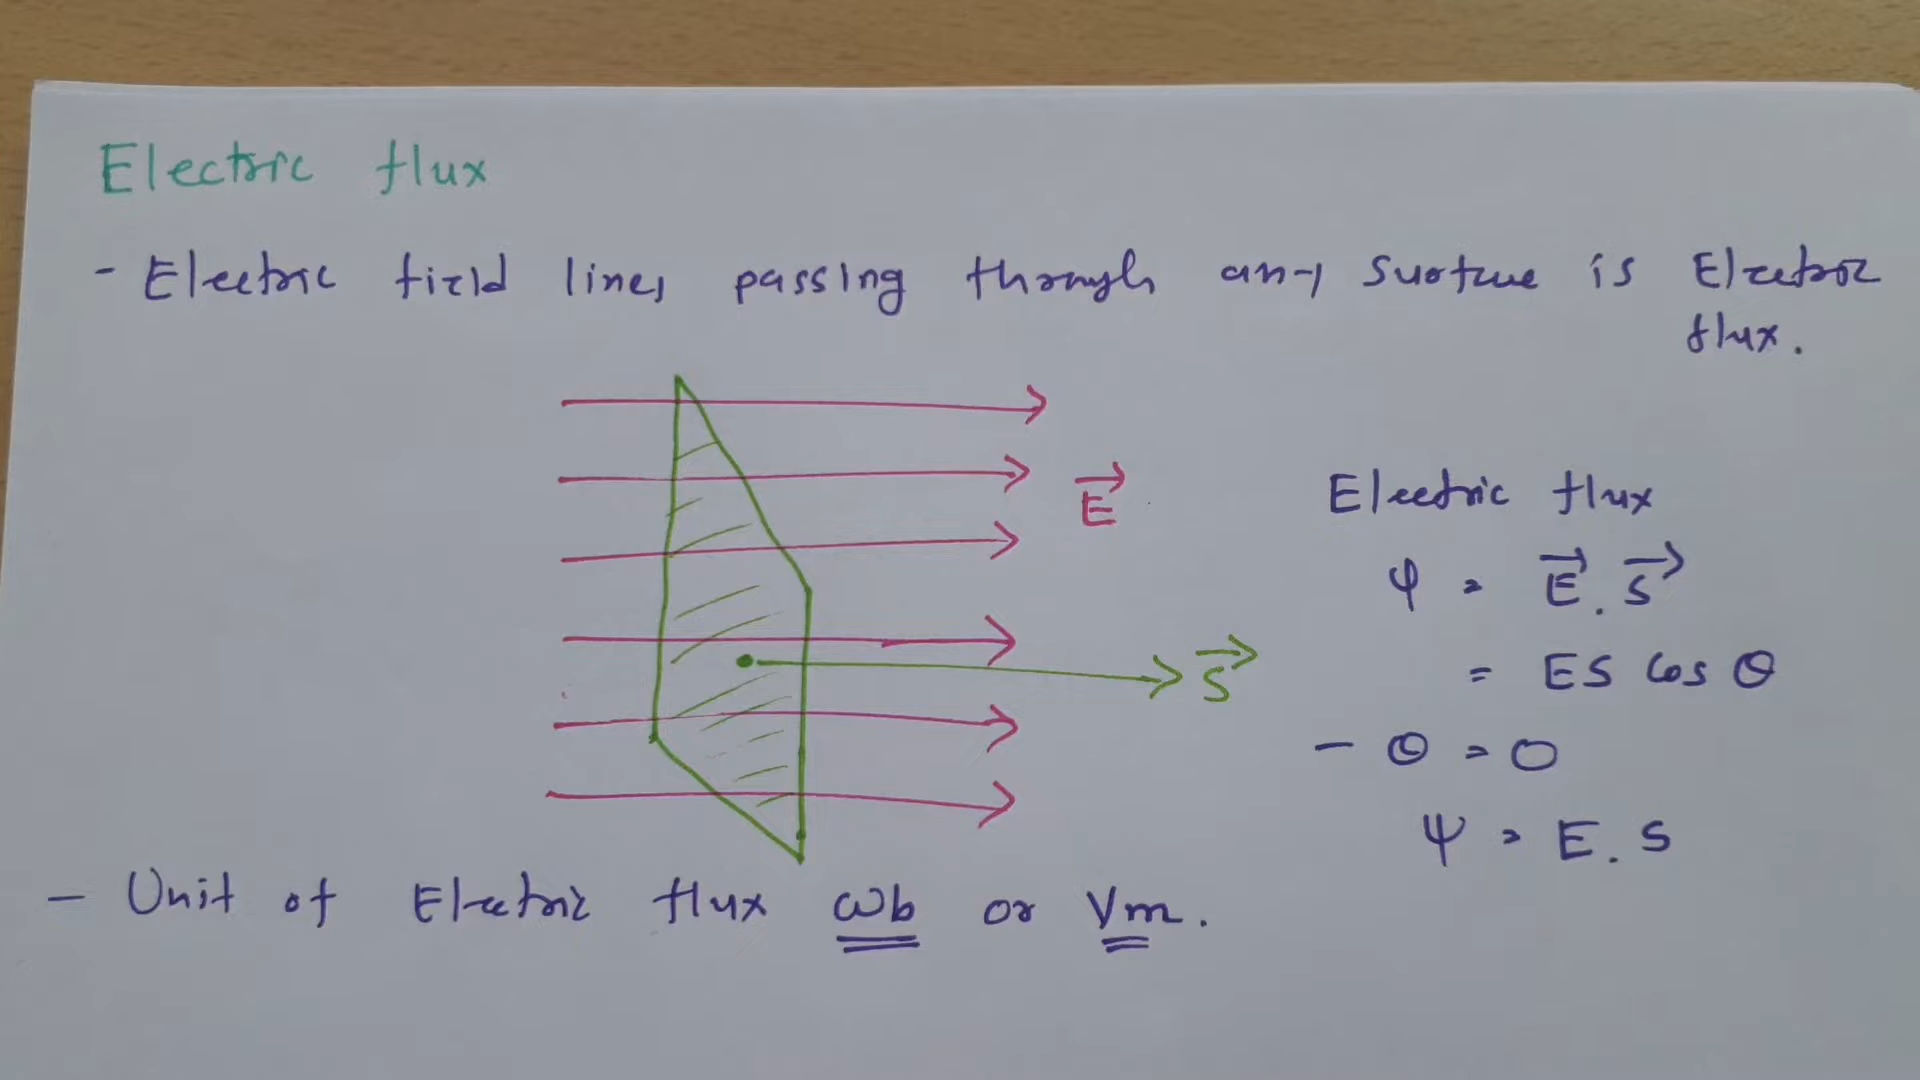 Electric flux
- Electric field lines passing through any surface is Electric
flux.
E
Electric flux
ψ = E . S
= ES cos θ
S
- θ = 0
ψ = E . S
- Unit of Electric flux wb or Vm.